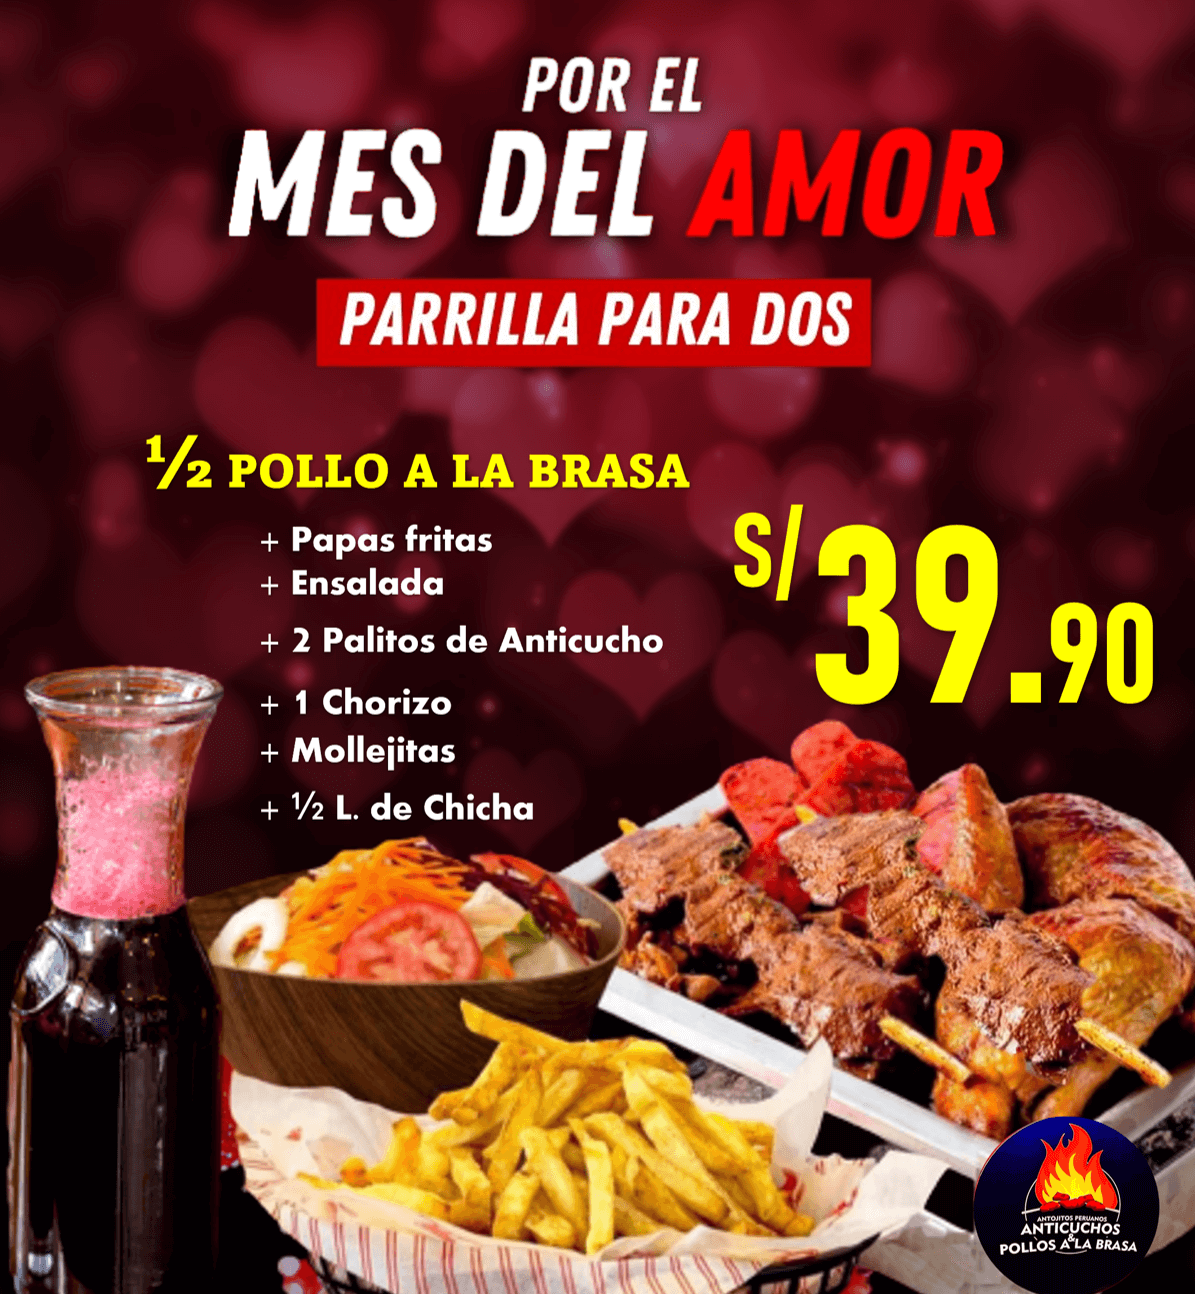 POR EL
MES DEL AMOR
PARRILLA PARA DOS
½ POLLO A LA BRASA
+ Papas fritas
+ Ensalada
+ 2 Palitos de Anticucho
+ 1 Chorizo
+ Mollejitas
+ ½ L. de Chicha
S/39.90
ANTOJITOS PERUANOS
ANTICUCHOS
&
POLLOS A LA BRASA